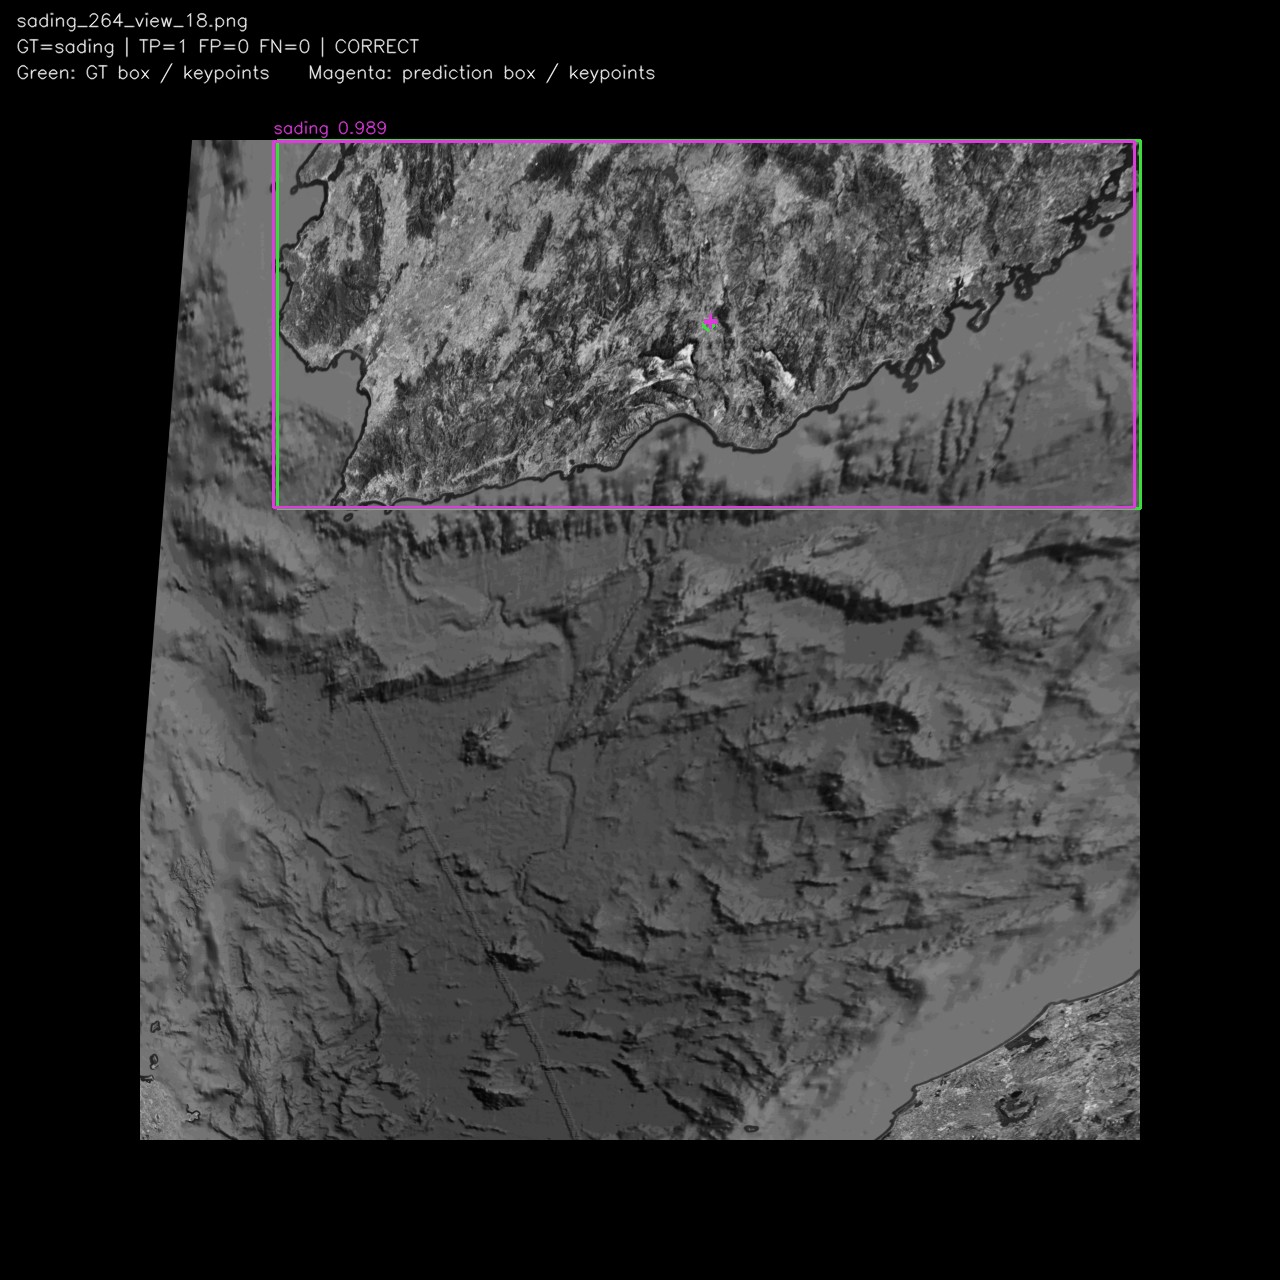 sading_264_view_18.png
GT=sading | TP=1 FP=0 FN=0 | CORRECT
Green: GT box / keypoints Magenta: prediction box / keypoints
sading 0.989